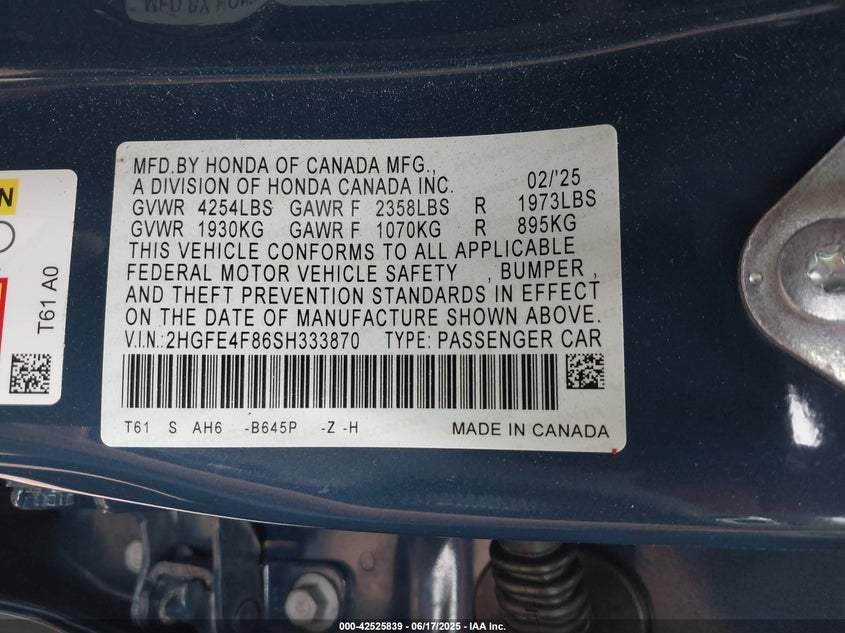 MFD.BY HONDA OF CANADA MFG.,
A DIVISION OF HONDA CANADA INC. 02/'25
GVWR 4254LBS GAWR F 2358LBS R 1973LBS
GVWR 1930KG GAWR F 1070KG R 895KG
THIS VEHICLE CONFORMS TO ALL APPLICABLE
FEDERAL MOTOR VEHICLE SAFETY , BUMPER ,
AND THEFT PREVENTION STANDARDS IN EFFECT
ON THE DATE OF MANUFACTURE SHOWN ABOVE.
V.I.N.:2HGFE4F86SH333870 TYPE: PASSENGER CAR
T61 S AH6 -B645P -Z -H MADE IN CANADA
T61 A0
000-42525839 - 06/17/2025 - IAA Inc.